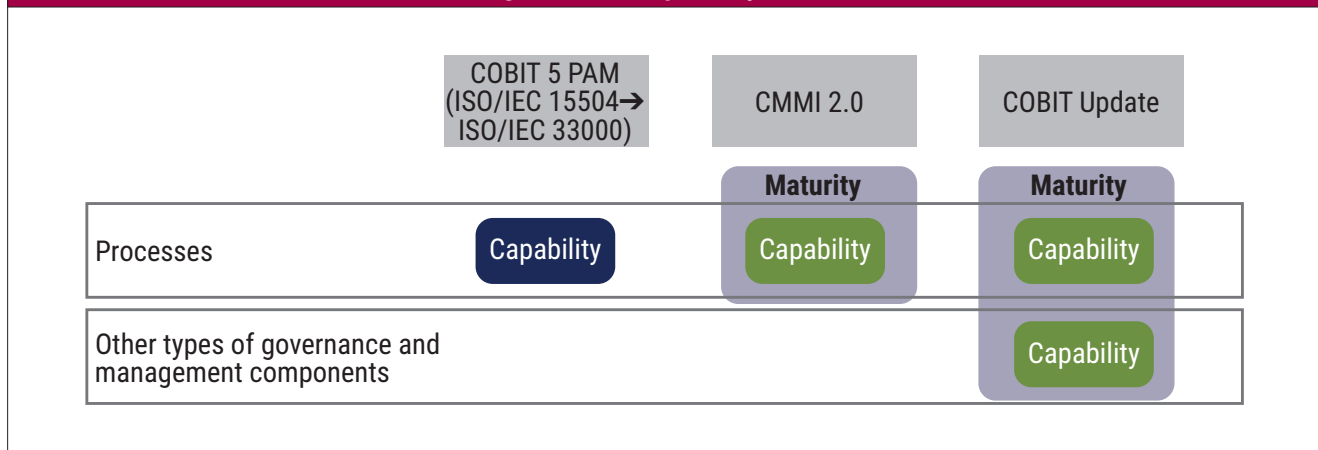 COBIT 5 PAM
(ISO/IEC 15504➔
ISO/IEC 33000)
CMMI 2.0
COBIT Update
Maturity
Maturity
Processes
Capability
Capability
Capability
Other types of governance and
management components
Capability